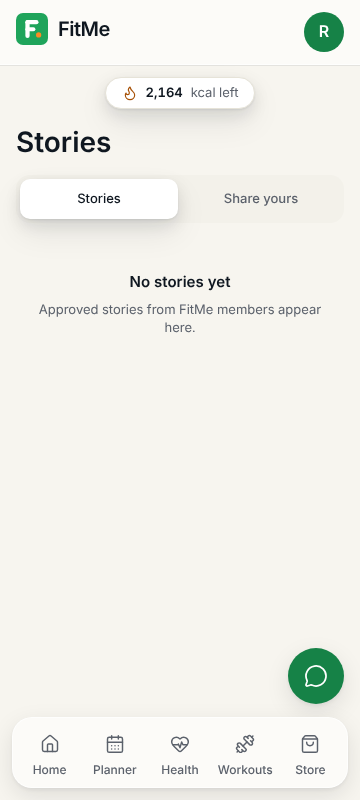 F.
FitMe
R
2,164 kcal left
Stories
Stories
Share yours
No stories yet
Approved stories from FitMe members appear
here.
Home
Planner
Health
Workouts
Store